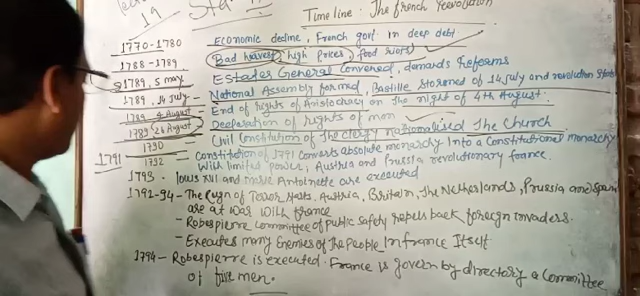 19
Time line: The french Revolution
1770-1780 Economic decline, French govt. in deep debt.
1788-1789 Bad harvest, high prices, food riots
1789, 5 may Estates General Convened, demands Reforms
1789, 14 July National Assembly formed, Bastille Stormed of 14 July and revolution starts
1789 4 August End of rights of Aristocracy on the night of 4th August.
1789 26 August Declaration of rights of man
1790 Civil Constitution of The clergy nationalised The Church
1791 Constitution of 1791 converts absolute monarchy Into a Constitutional monarchy
1792 With limited power, Austria and Prussia revolutionary france.
1793 - louis XVI and marie Antoinette are executed
1792-94 - The Reign of Terror starts. Austria, Britain, The Netherlands, Prussia and Spain
are at war with france
- Robespierre Committee of public safety repels back foreign invaders.
- Executes many Enemies of The People In france Itself
1794 - Robespierre is executed. France is govern by directory a Committee
of five men.